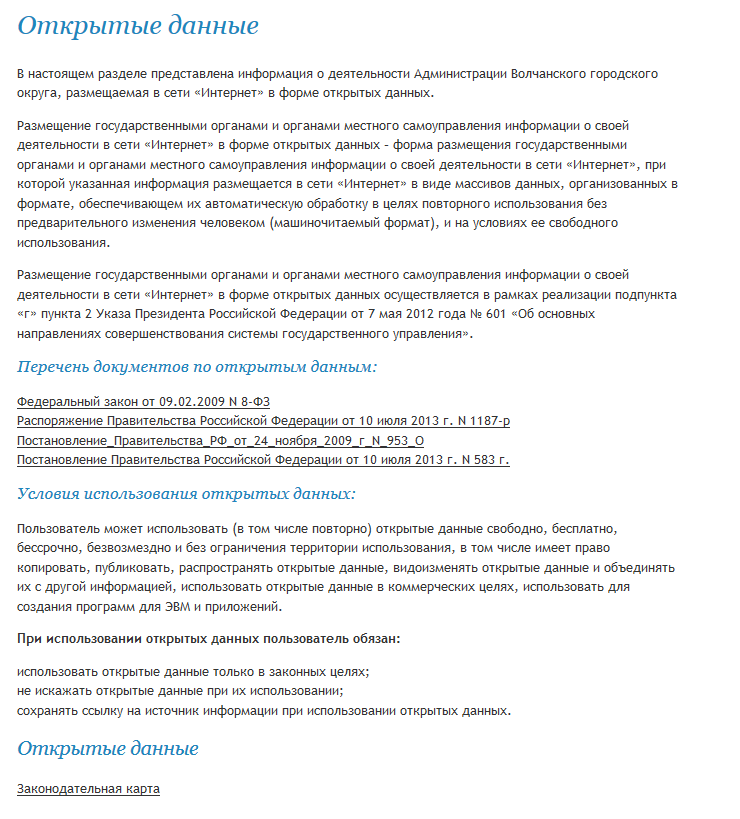 Открытые данные
В настоящем разделе представлена информация о деятельности Администрации Волчанского городского
округа, размещаемая в сети «Интернет» в форме открытых данных.
Размещение государственными органами и органами местного самоуправления информации о своей
деятельности в сети «Интернет» в форме открытых данных – форма размещения государственными
органами и органами местного самоуправления информации о своей деятельности в сети «Интернет», при
которой указанная информация размещается в сети «Интернет» в виде массивов данных, организованных в
формате, обеспечивающем их автоматическую обработку в целях повторного использования без
предварительного изменения человеком (машиночитаемый формат), и на условиях ее свободного
использования.
Размещение государственными органами и органами местного самоуправления информации о своей
деятельности в сети «Интернет» в форме открытых данных осуществляется в рамках реализации подпункта
«г» пункта 2 Указа Президента Российской Федерации от 7 мая 2012 года № 601 «Об основных
направлениях совершенствования системы государственного управления».
Перечень документов по открытым данным:
Федеральный закон от 09.02.2009 N 8-ФЗ
Распоряжение Правительства Российской Федерации от 10 июля 2013 г. N 1187-р
Постановление_Правительства_РФ_от_24_ноября_2009_г_N_953_О
Постановление Правительства Российской Федерации от 10 июля 2013 г. N 583 г.
Условия использования открытых данных:
Пользователь может использовать (в том числе повторно) открытые данные свободно, бесплатно,
бессрочно, безвозмездно и без ограничения территории использования, в том числе имеет право
копировать, публиковать, распространять открытые данные, видоизменять открытые данные и объединять
их с другой информацией, использовать открытые данные в коммерческих целях, использовать для
создания программ для ЭВМ и приложений.
При использовании открытых данных пользователь обязан:
использовать открытые данные только в законных целях;
не искажать открытые данные при их использовании;
сохранять ссылку на источник информации при использовании открытых данных.
Открытые данные
Законодательная карта